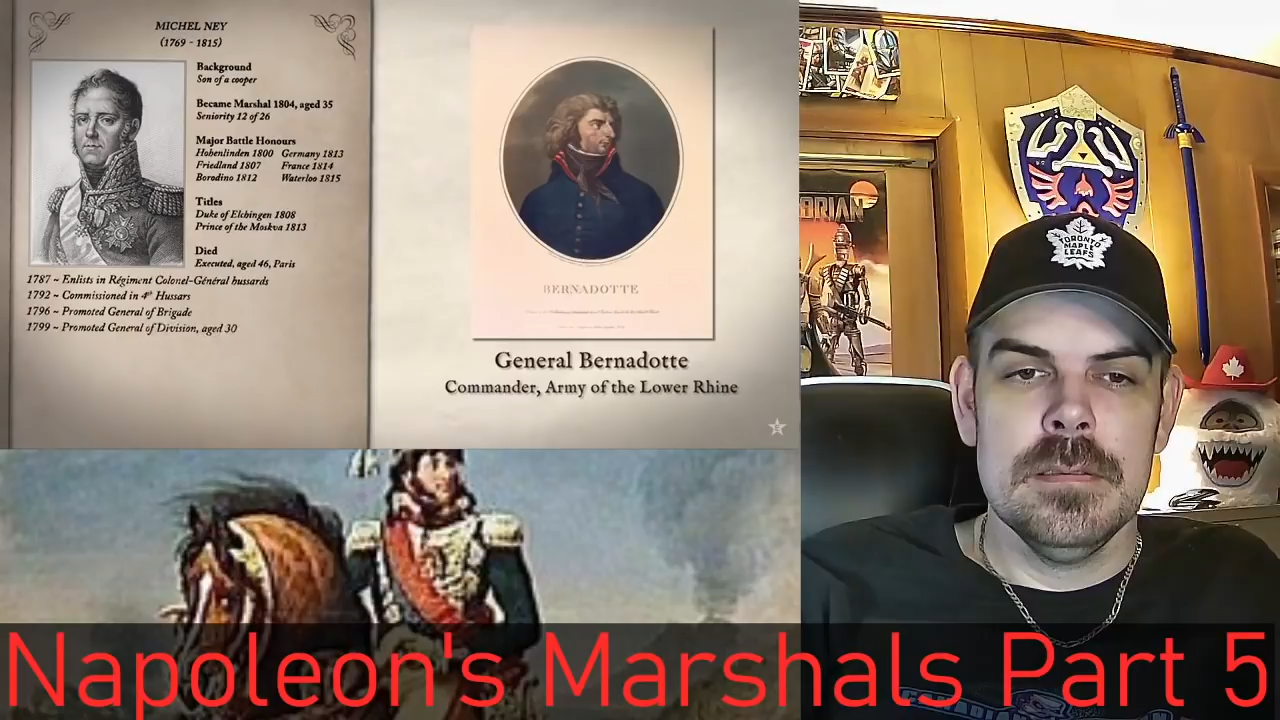 MICHEL NEY
(1769 - 1815)
Background
Son of a cooper
Became Marshal 1804, aged 35
Seniority 12 of 26
Major Battle Honours
Hohenlinden 1800 Germany 1813
Friedland 1807 France 1814
Borodino 1812 Waterloo 1815
Titles
Duke of Elchingen 1808
Prince of the Moskva 1813
Died
Executed, aged 46, Paris
1787 ~ Enlists in Régiment Colonel-Général hussards
1792 ~ Commissioned in 4th Hussars
1796 ~ Promoted General of Brigade
1799 ~ Promoted General of Division, aged 30
BERNADOTTE
General Bernadotte
Commander, Army of the Lower Rhine
ORIAN
TORONTO
MAPLE
LEAFS
Napoleon's Marshals Part 5